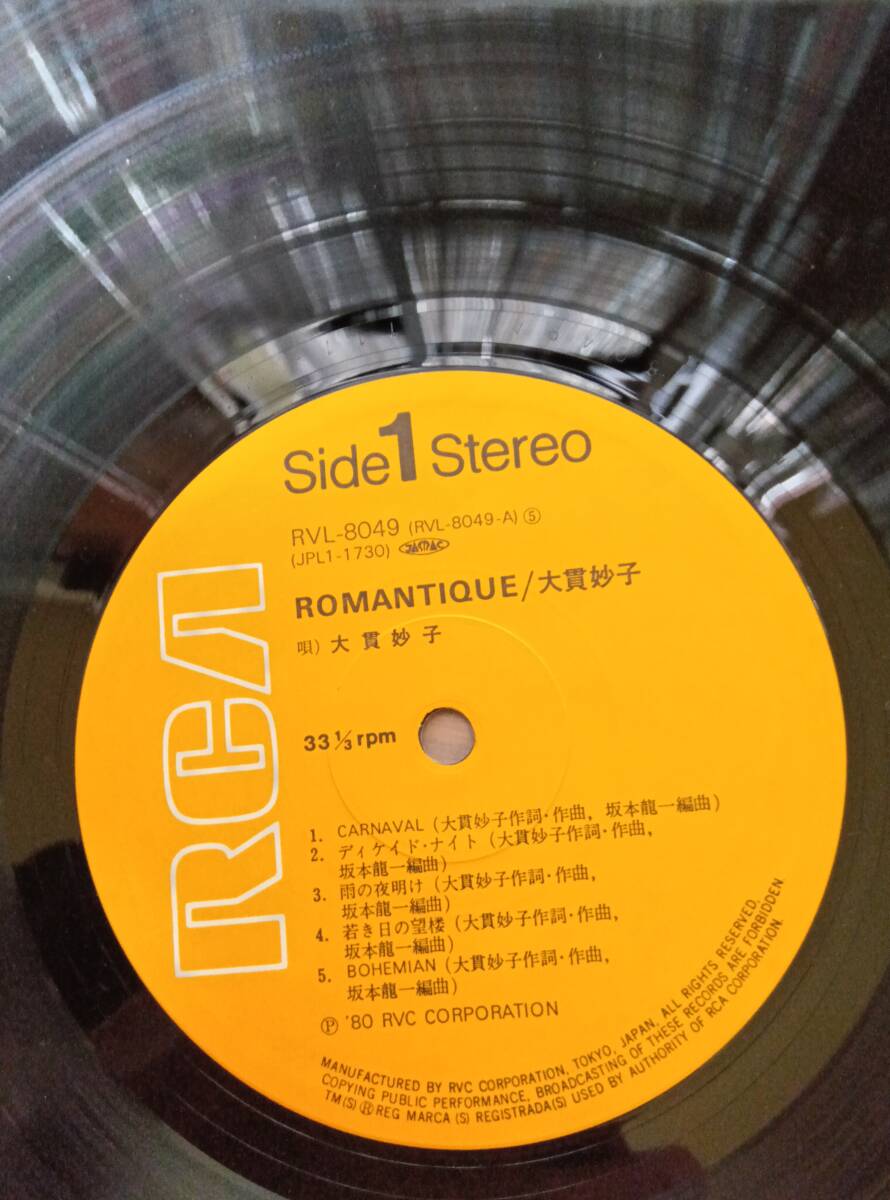 Side 1 Stereo
RVL-8049 (RVL-8049-A) ⑤
(JPL1-1730) JASRAC
ROMANTIQUE/大貫妙子
唄) 大貫妙子
RCA
33 1/3 rpm
1. CARNAVAL (大貫妙子作詞・作曲, 坂本龍一編曲)
2. ディケイド・ナイト (大貫妙子作詞・作曲,
坂本龍一編曲)
3. 雨の夜明け (大貫妙子作詞・作曲,
坂本龍一編曲)
4. 若き日の望楼 (大貫妙子作詞・作曲,
坂本龍一編曲)
5. BOHEMIAN (大貫妙子作詞・作曲,
坂本龍一編曲)
Ⓟ '80 RVC CORPORATION
MANUFACTURED BY RVC CORPORATION, TOKYO, JAPAN. ALL RIGHTS RESERVED.
COPYING PUBLIC PERFORMANCE, BROADCASTING OF THESE RECORDS ARE FORBIDDEN.
TM(S) ® REG MARCA (S) REGISTRADA(S) USED BY AUTHORITY OF RCA CORPORATION.